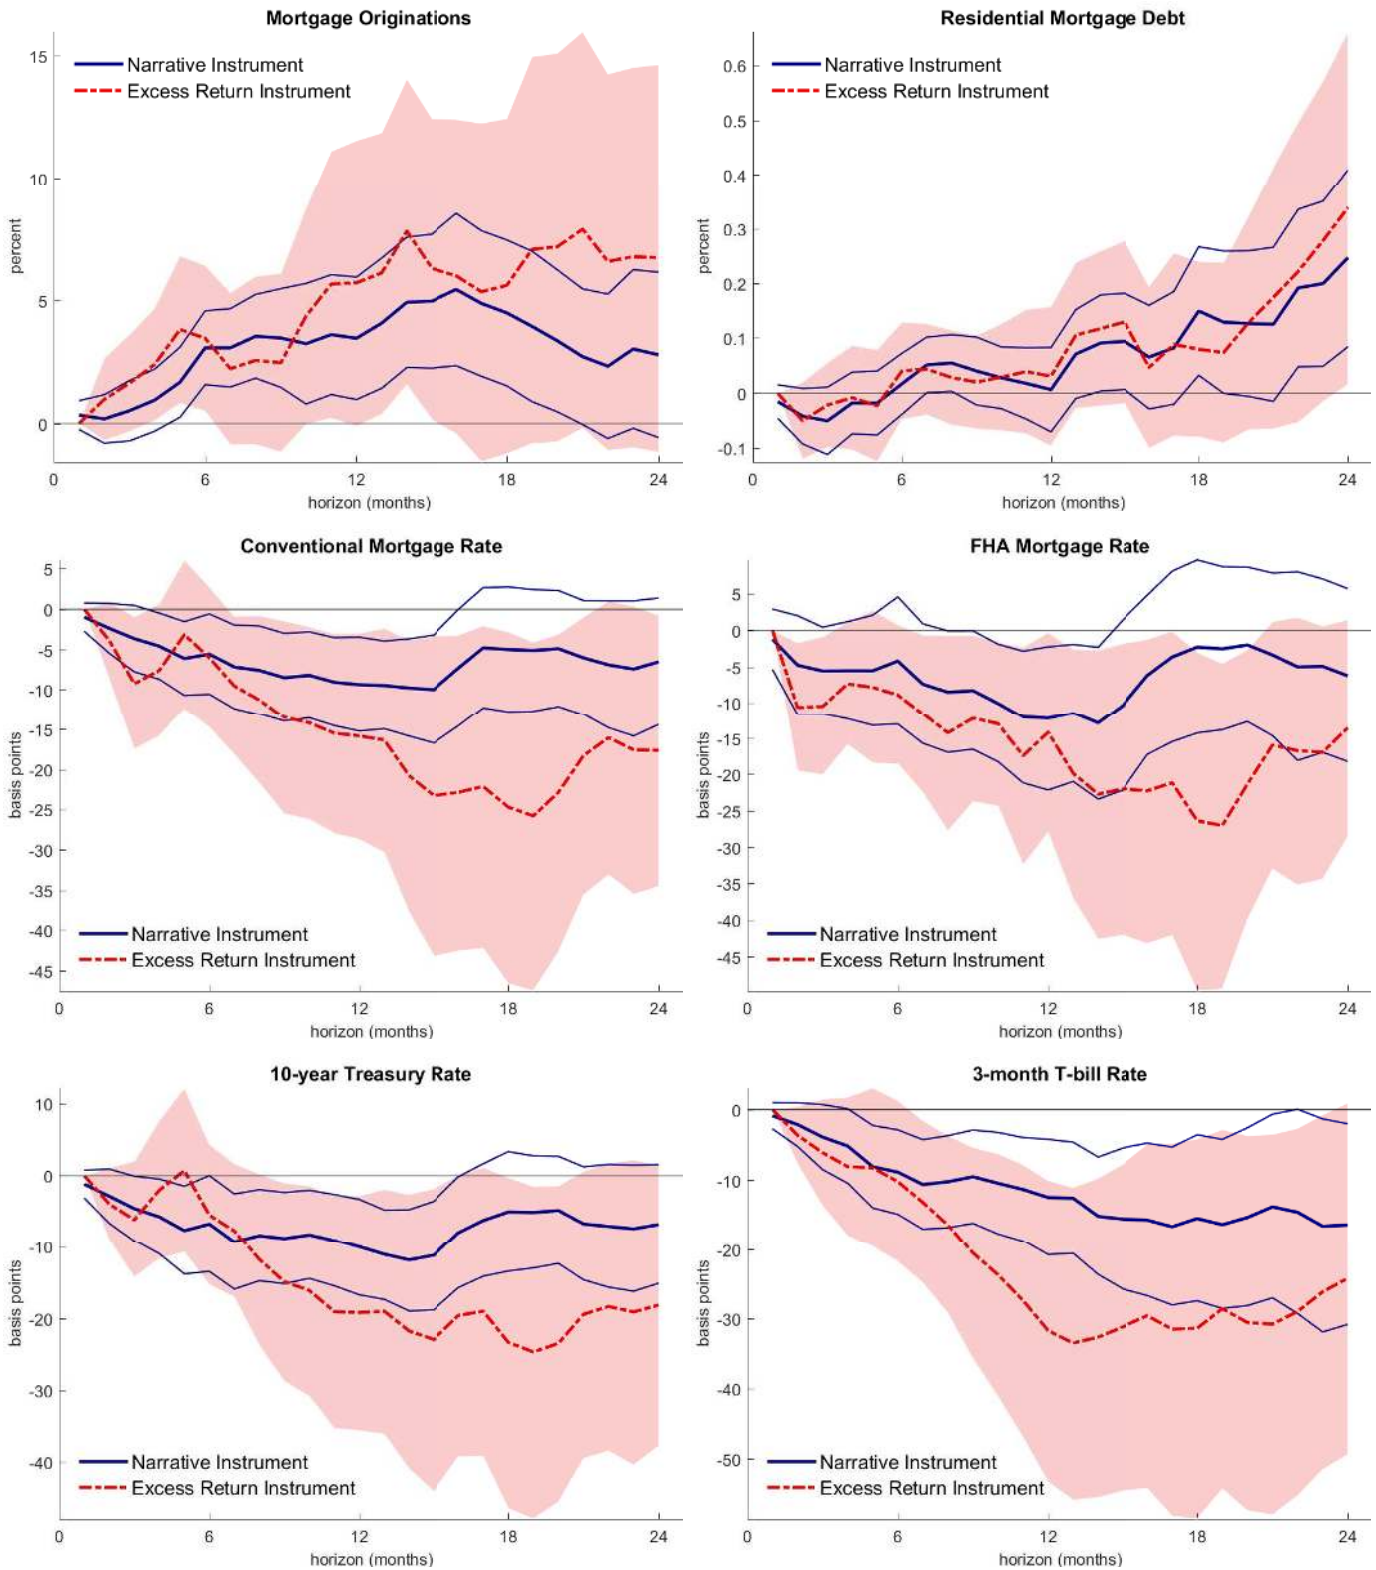 Mortgage Originations
Narrative Instrument
Excess Return Instrument
percent
15
10
5
0
0 6 12 18 24
horizon (months)
Residential Mortgage Debt
Narrative Instrument
Excess Return Instrument
percent
0.6
0.5
0.4
0.3
0.2
0.1
0
-0.1
0 6 12 18 24
horizon (months)
Conventional Mortgage Rate
basis points
5
0
-5
-10
-15
-20
-25
-30
-35
-40
-45
Narrative Instrument
Excess Return Instrument
0 6 12 18 24
horizon (months)
FHA Mortgage Rate
basis points
5
0
-5
-10
-15
-20
-25
-30
-35
-40
-45
Narrative Instrument
Excess Return Instrument
0 6 12 18 24
horizon (months)
10-year Treasury Rate
basis points
10
0
-10
-20
-30
-40
Narrative Instrument
Excess Return Instrument
0 6 12 18 24
horizon (months)
3-month T-bill Rate
basis points
0
-10
-20
-30
-40
-50
Narrative Instrument
Excess Return Instrument
0 6 12 18 24
horizon (months)